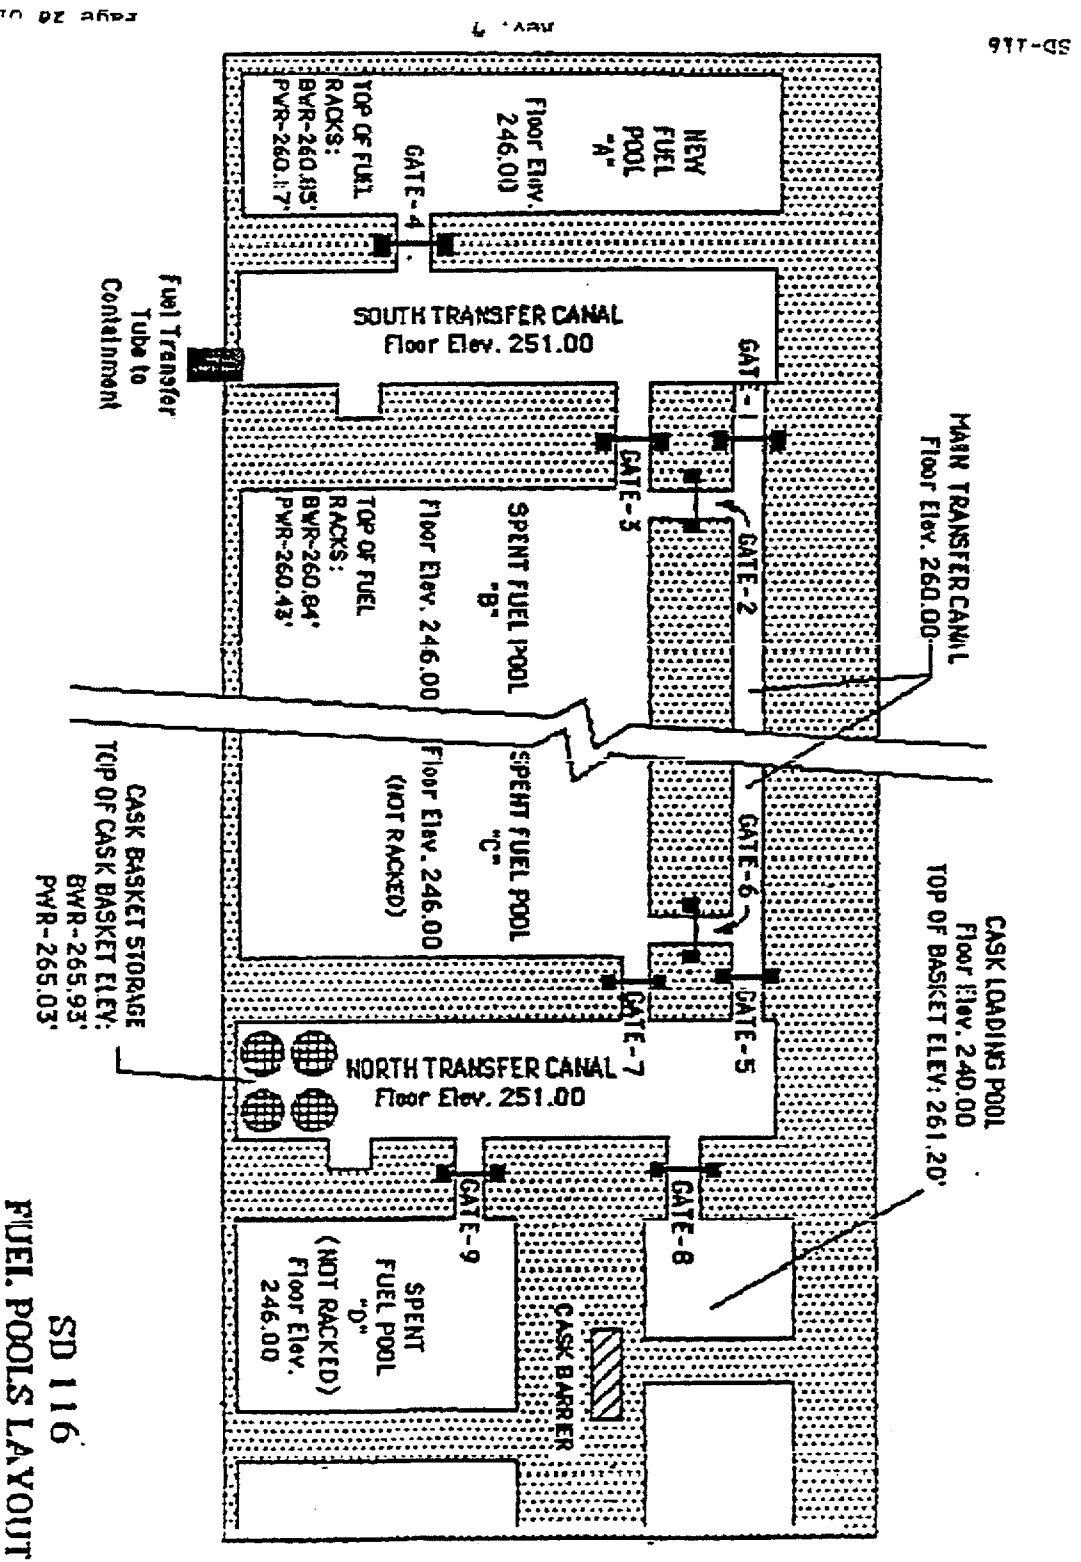 SD-116
Rev. 7
Page 28
NEW
FUEL
POOL
"A"
Floor Elev.
246.00
TOP OF FUEL
RACKS:
BWR-260.85'
PWR-260.17'
GATE-4
SOUTH TRANSFER CANAL
Floor Elev. 251.00
Fuel Transfer
Tube to
Containment
GATE-1
GATE-3
GATE-2
MAIN TRANSFER CANAL
Floor Elev. 260.00
SPENT FUEL POOL
"B"
Floor Elev. 246.00
TOP OF FUEL
RACKS:
BWR-260.84'
PWR-260.43'
SPENT FUEL POOL
"C"
Floor Elev. 246.00
(NOT RACKED)
GATE-6
GATE-5
GATE-7
CASK LOADING POOL
Floor Elev. 240.00
TOP OF BASKET ELEV: 261.20'
CASK BASKET STORAGE
TOP OF CASK BASKET ELEV:
BWR-265.93'
PWR-265.03'
NORTH TRANSFER CANAL
Floor Elev. 251.00
GATE-9
GATE-8
SPENT
FUEL POOL
"D"
(NOT RACKED)
Floor Elev.
246.00
CASK BARRIER
SD 116
FUEL POOLS LAYOUT